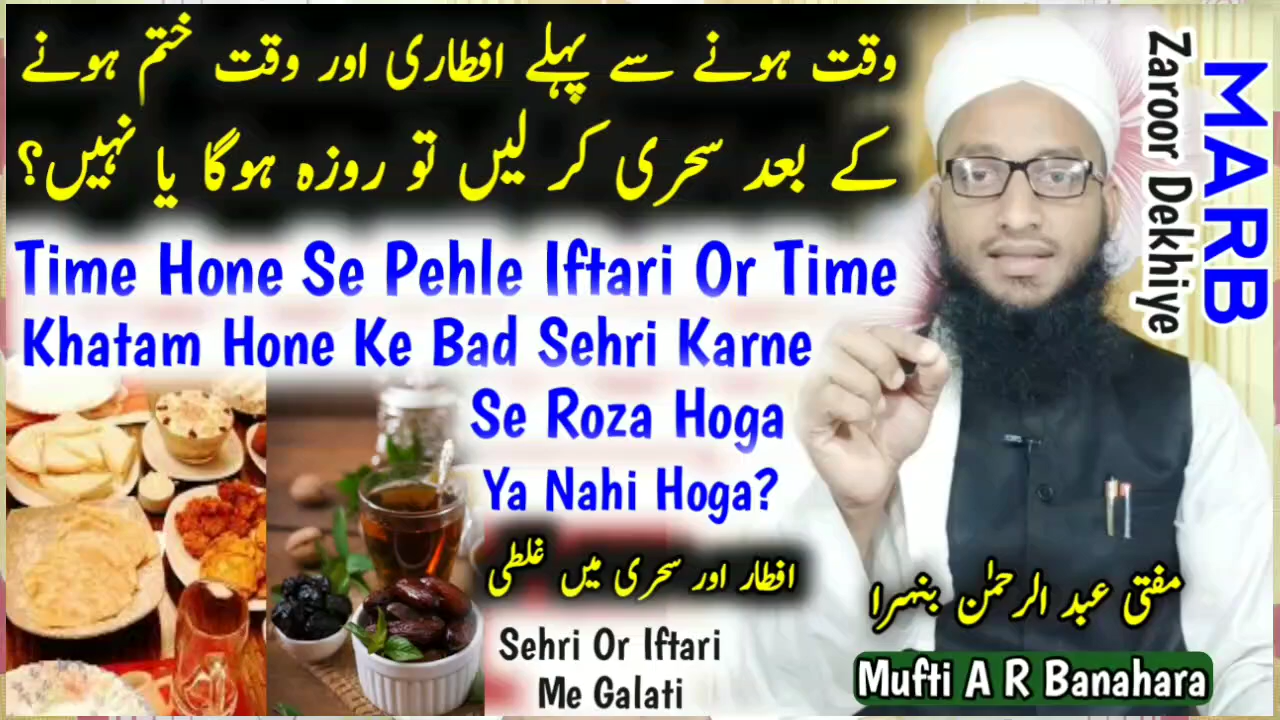 وقت ہونے سے پہلے افطاری اور وقت ختم ہونے
کے بعد سحری کر لیں تو روزہ ہوگا یا نہیں؟
Time Hone Se Pehle Iftari Or Time
Khatam Hone Ke Bad Sehri Karne
Se Roza Hoga
Ya Nahi Hoga?
افطار اور سحری میں غلطی
Sehri Or Iftari
Me Galati
MARB
Zaroor Dekhiye
مفتی عبد الرحمٰن بنہرا
Mufti A R Banahara